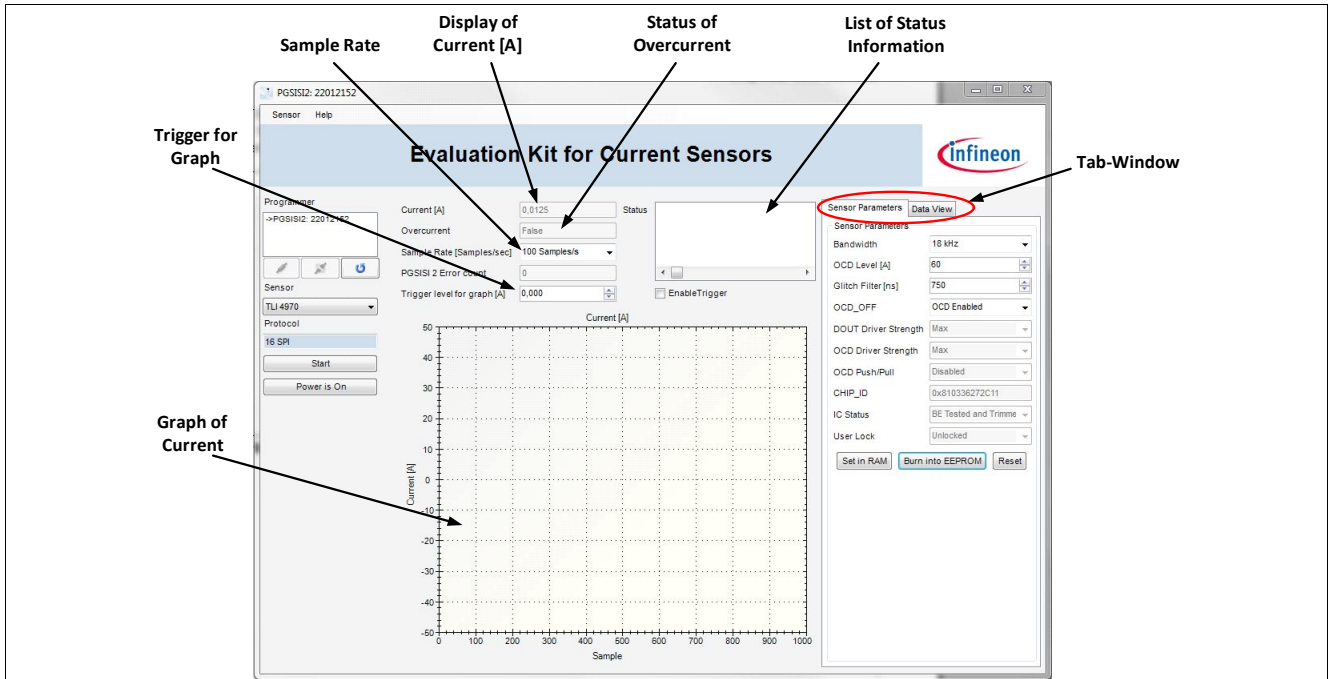 Display of
Current [A]
Status of
Overcurrent
List of Status
Information
Sample Rate
Trigger for
Graph
Tab-Window
Graph of
Current
PGSISI2: 22012152
Sensor Help
Evaluation Kit for Current Sensors
infineon
Programmer
->PGSISI2: 22012152
Sensor
TLI 4970
Protocol
16 SPI
Start
Power is On
Current [A] 0,0125 Status
Overcurrent False
Sample Rate [Samples/sec] 100 Samples/s
PGSISI 2 Error count 0
Trigger level for graph [A] 0,000 EnableTrigger
Current [A]
50
40
30
20
10
0
-10
-20
-30
-40
-50
Current [A]
0 100 200 300 400 500 600 700 800 900 1000
Sample
Sensor Parameters Data View
Sensor Parameters
Bandwidth 18 kHz
OCD Level [A] 60
Glitch Filter [ns] 750
OCD_OFF OCD Enabled
DOUT Driver Strength Max
OCD Driver Strength Max
OCD Push/Pull Disabled
CHIP_ID 0x810336272C11
IC Status BE Tested and Trimme
User Lock Unlocked
Set in RAM Burn into EEPROM Reset